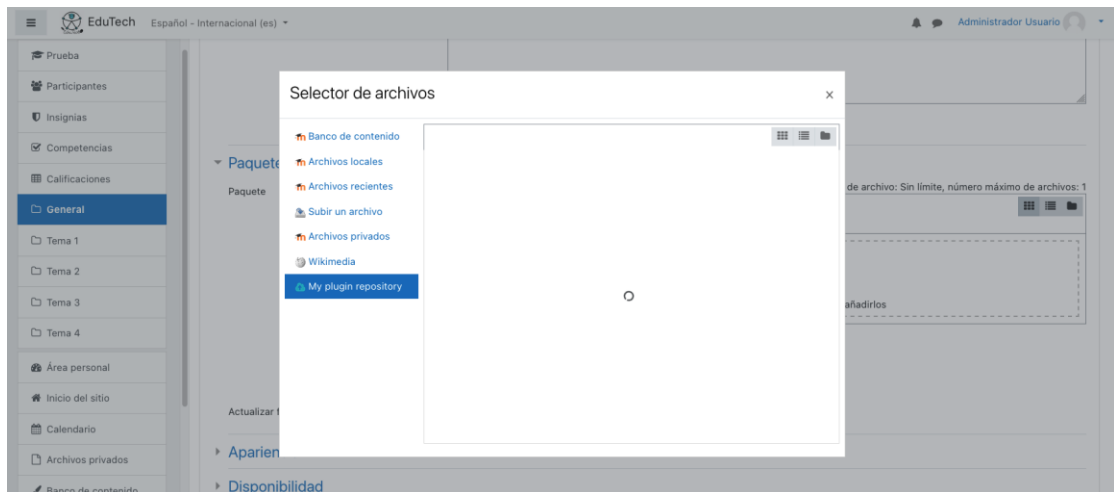 EduTech Español - Internacional (es)
Administrador Usuario
Prueba
Participantes
Insignias
Competencias
Calificaciones
General
Tema 1
Tema 2
Tema 3
Tema 4
Área personal
Inicio del sitio
Calendario
Archivos privados
Banco de contenido
Paquete
Paquete
de archivo: Sin límite, número máximo de archivos: 1
añadirlos
Actualizar f
Aparien
Disponibilidad
Selector de archivos
Banco de contenido
Archivos locales
Archivos recientes
Subir un archivo
Archivos privados
Wikimedia
My plugin repository